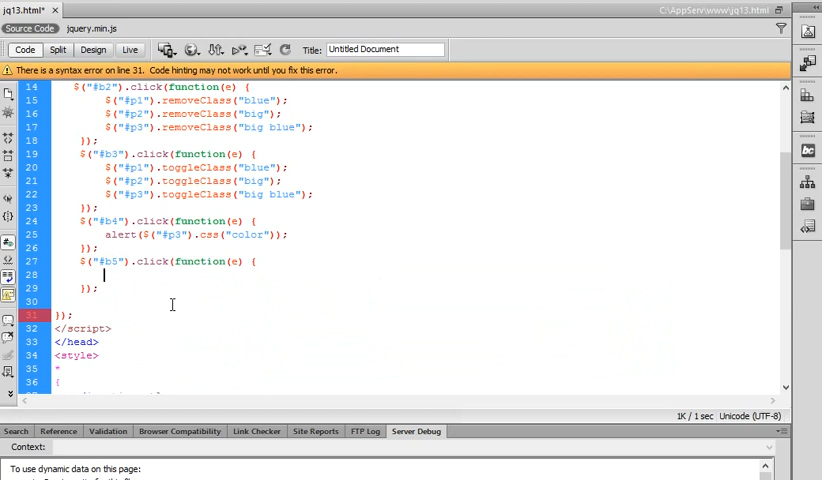 jq13.html* ×
C:\AppServ\www\jq13.html
Source Code jquery.min.js
Code Split Design Live Title: Untitled Document
There is a syntax error on line 31. Code hinting may not work until you fix this error.
14 $("#b2").click(function(e) {
15 $("#p1").removeClass("blue");
16 $("#p2").removeClass("big");
17 $("#p3").removeClass("big blue");
18 });
19 $("#b3").click(function(e) {
20 $("#p1").toggleClass("blue");
21 $("#p2").toggleClass("big");
22 $("#p3").toggleClass("big blue");
23 });
24 $("#b4").click(function(e) {
25 alert($("#p3").css("color"));
26 });
27 $("#b5").click(function(e) {
28
29 });
30
31 });
32 </script>
33 </head>
34 <style>
35 *
36 {
1K / 1 sec Unicode (UTF-8)
Search Reference Validation Browser Compatibility Link Checker Site Reports FTP Log Server Debug
Context:
To use dynamic data on this page: